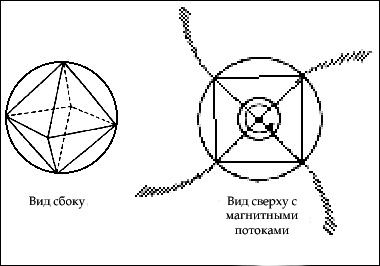 Вид сбоку
Вид сверху с
магнитными
потоками